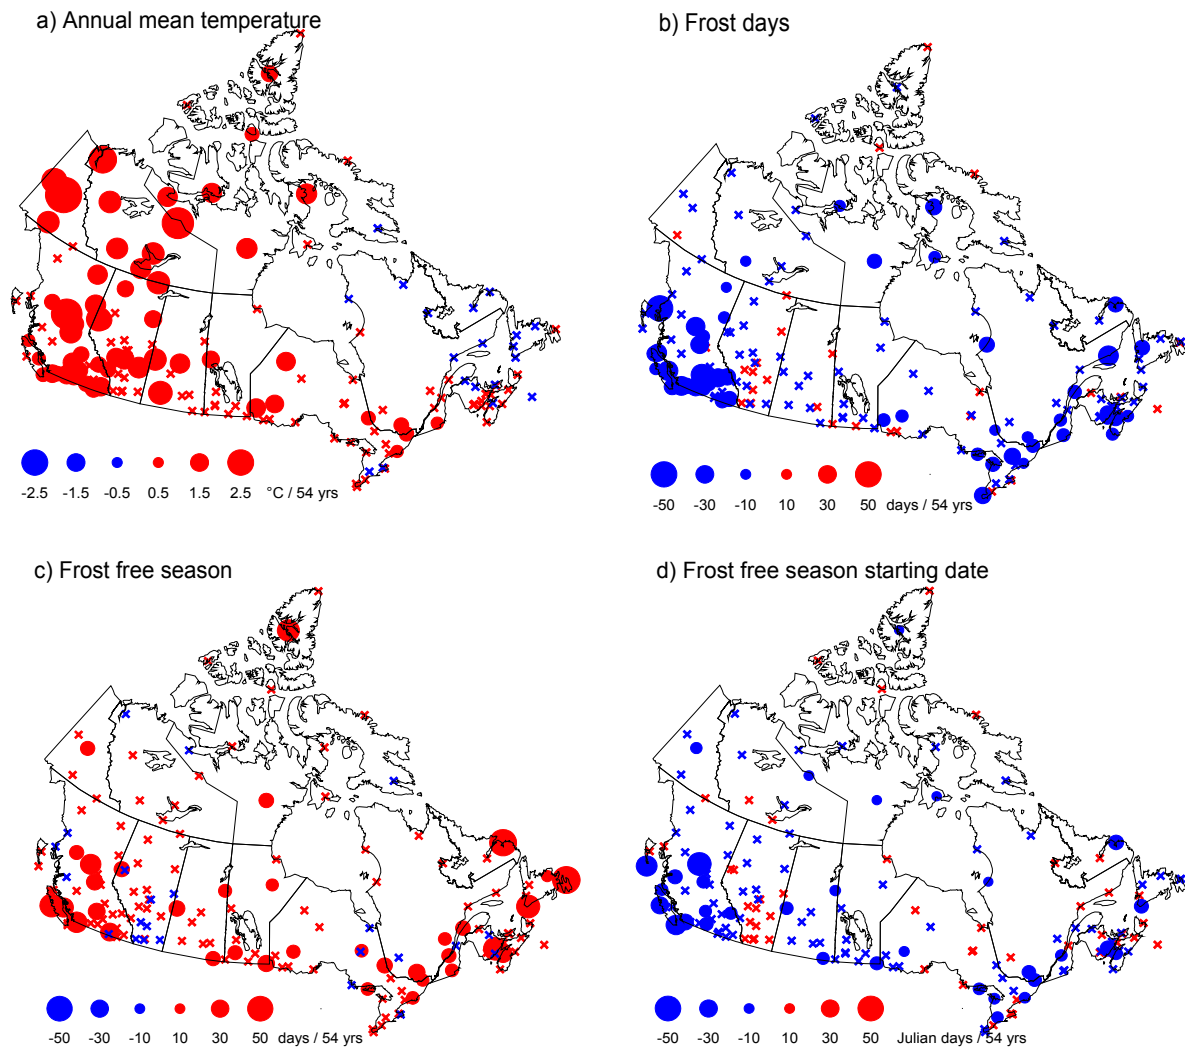 a) Annual mean temperature
b) Frost days
-2.5 -1.5 -0.5 0.5 1.5 2.5 °C / 54 yrs
-50 -30 -10 10 30 50 days / 54 yrs
c) Frost free season
d) Frost free season starting date
-50 -30 -10 10 30 50 days / 54 yrs
-50 -30 -10 10 30 50 Julian days / 54 yrs